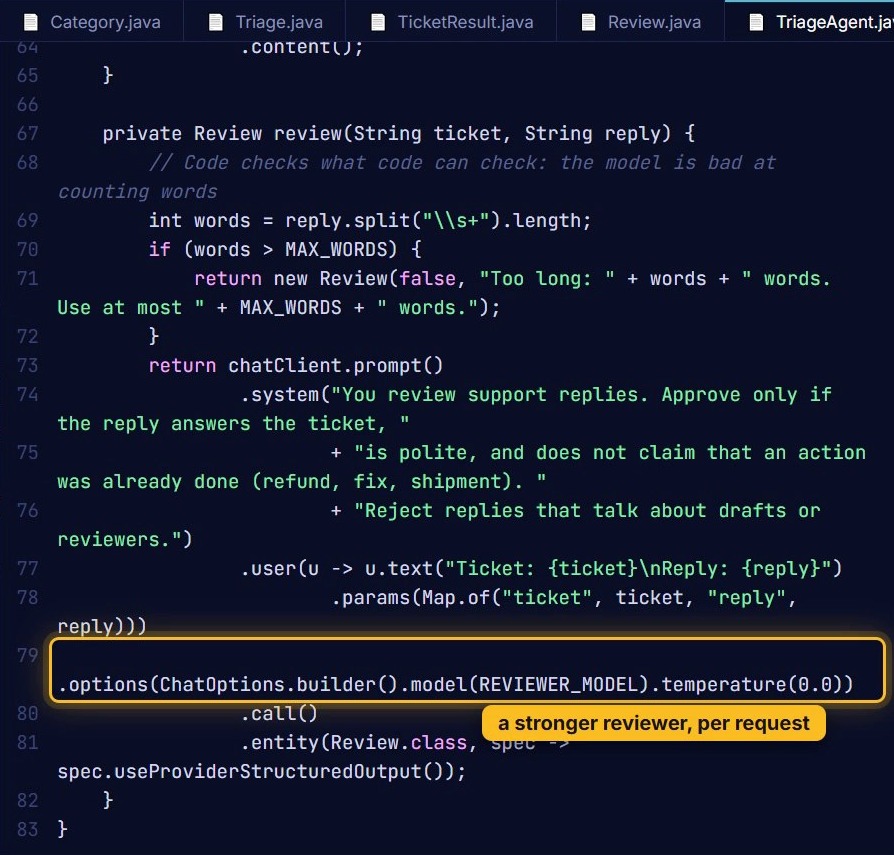 Category.java Triage.java TicketResult.java Review.java TriageAgent.jav
64 .content();
65 }
66
67 private Review review(String ticket, String reply) {
68 // Code checks what code can check: the model is bad at
counting words
69 int words = reply.split("\\s+").length;
70 if (words > MAX_WORDS) {
71 return new Review(false, "Too long: " + words + " words.
Use at most " + MAX_WORDS + " words.");
72 }
73 return chatClient.prompt()
74 .system("You review support replies. Approve only if
the reply answers the ticket, "
75 + "is polite, and does not claim that an action
was already done (refund, fix, shipment). "
76 + "Reject replies that talk about drafts or
reviewers.")
77 .user(u -> u.text("Ticket: {ticket}\nReply: {reply}")
78 .params(Map.of("ticket", ticket, "reply",
reply)))
79
.options(ChatOptions.builder().model(REVIEWER_MODEL).temperature(0.0))
80 .call()
a stronger reviewer, per request
81 .entity(Review.class, spec ->
spec.useProviderStructuredOutput());
82 }
83 }